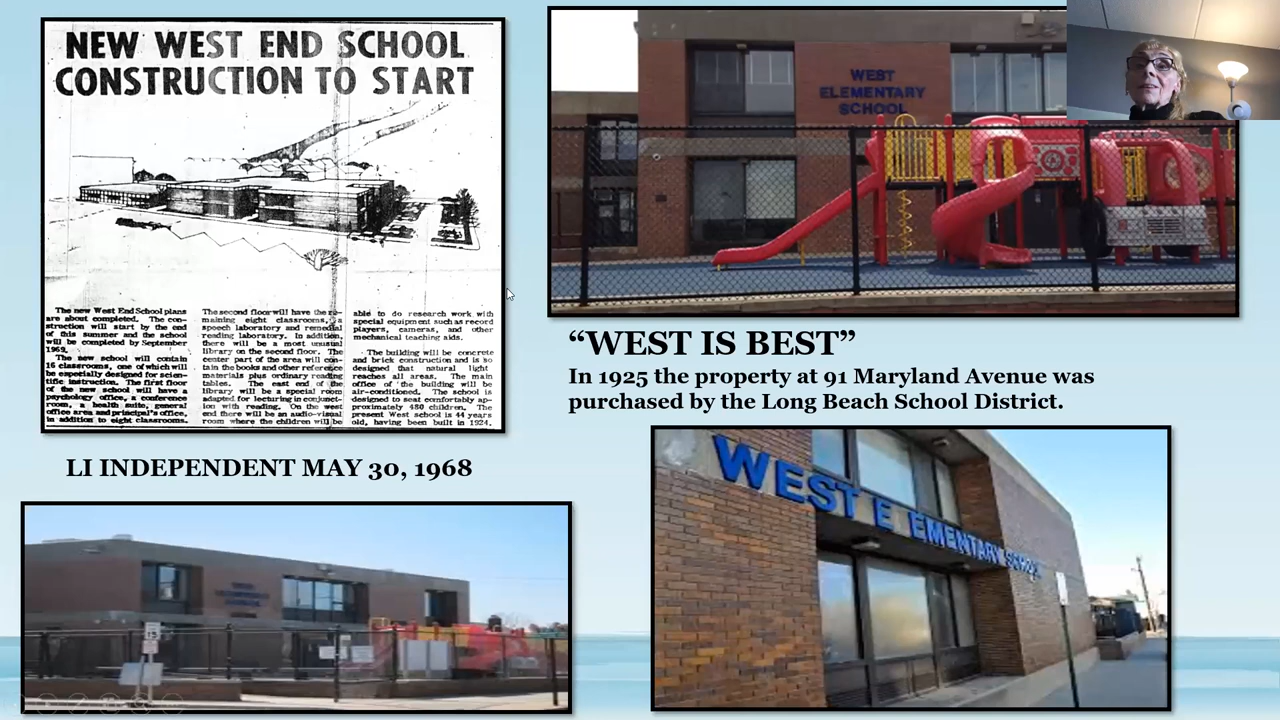 NEW WEST END SCHOOL
CONSTRUCTION TO START
The new West End School plans
are about completed. The con-
struction will start by the end
of this summer and the school
will be completed by September
1969.
The new school will contain
16 classrooms, one of which will
be especially designed for scien-
tific instruction. The first floor
of the new school will have a
psychology office, a conference
room, a health suite, general
office area and principal's office,
in addition to eight classrooms.
The second floor will have the re-
maining eight classrooms, a
speech laboratory and remedial
reading laboratory. In addition,
there will be a most unusual
library on the second floor. The
center part of the area will con-
tain the books and other reference
materials plus ordinary reading
tables. The east end of the
library will be a special room
adapted for lecturing in conjunct-
ion with reading. On the west
end there will be an audio-visual
room where the children will be
able to do research work with
special equipment such as record
players, cameras, and other
mechanical teaching aids.
The building will be concrete
and brick construction and is so
designed that natural light
reaches all areas. The main
office of the building will be
air-conditioned. The school is
designed to seat comfortably ap-
proximately 480 children. The
present West school is 44 years
old, having been built in 1924.
LI INDEPENDENT MAY 30, 1968
WEST
ELEMENTARY
SCHOOL
“WEST IS BEST”
In 1925 the property at 91 Maryland Avenue was
purchased by the Long Beach School District.
WEST E EMENTARY SCHOOL
15